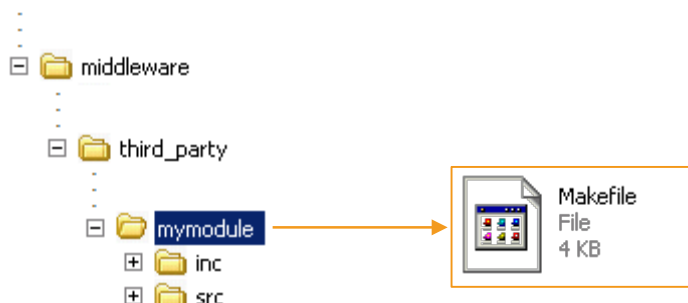 middleware
third_party
mymodule
inc
src
Makefile
File
4 KB